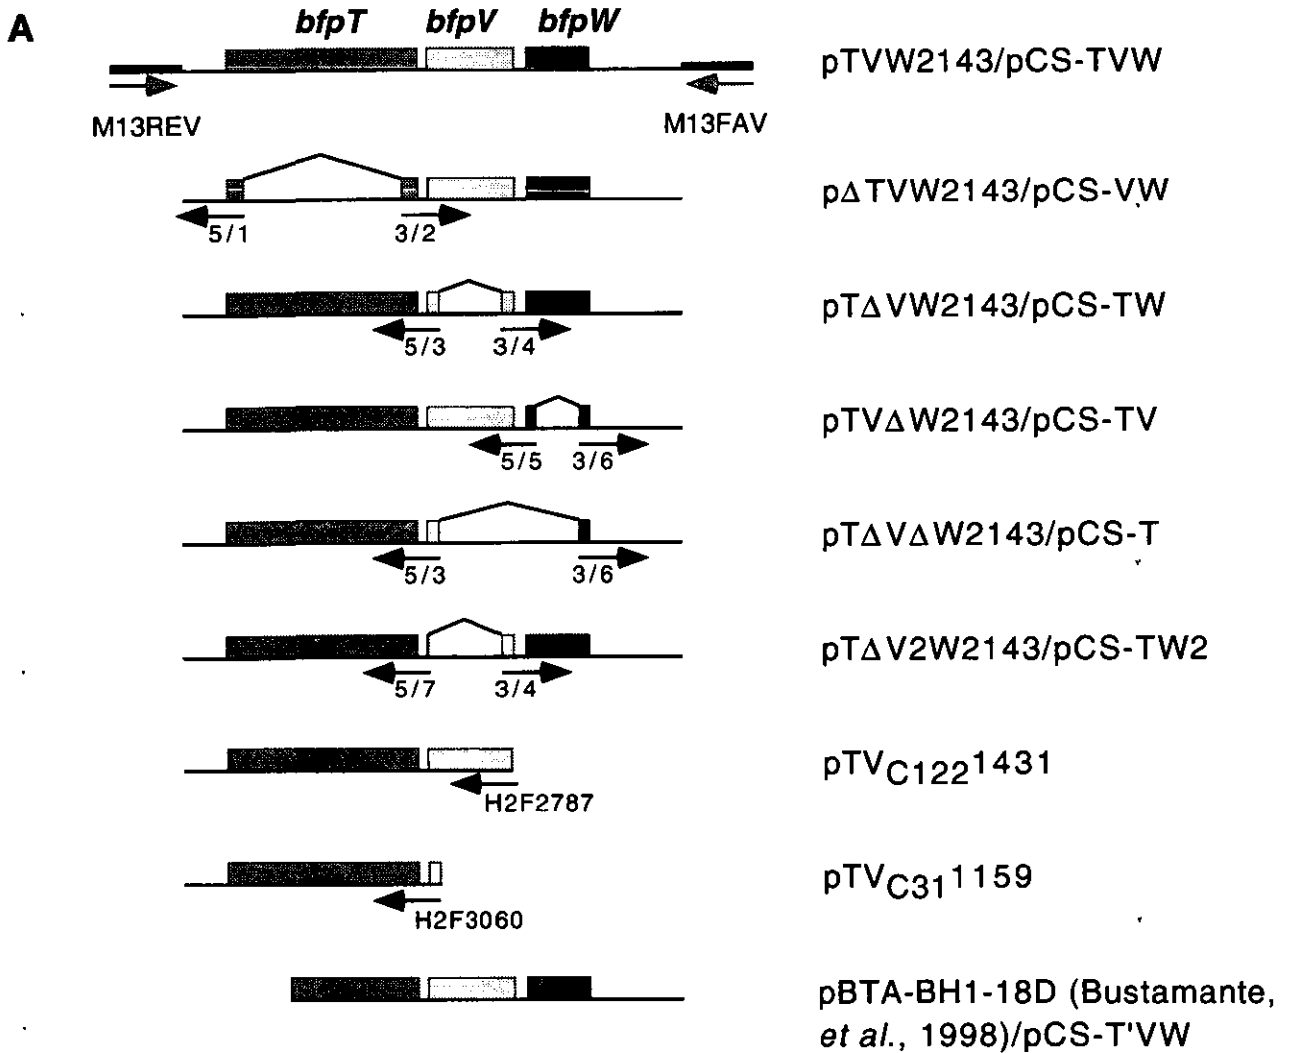 A
bfpT bfpV bfpW
pTVW2143/pCS-TVW
M13REV M13FAV
pΔTVW2143/pCS-VW
5/1 3/2
pTΔVW2143/pCS-TW
5/3 3/4
pTVΔW2143/pCS-TV
5/5 3/6
pTΔVΔW2143/pCS-T
5/3 3/6
pTΔV2W2143/pCS-TW2
5/7 3/4
pTVC1221431
H2F2787
pTVC311159
H2F3060
pBTA-BH1-18D (Bustamante,
et al., 1998)/pCS-T'VW